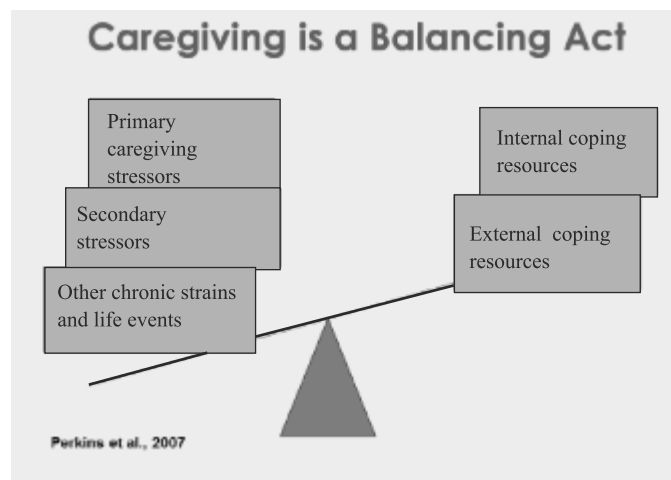 Caregiving is a Balancing Act
Primary
caregiving
stressors
Secondary
stressors
Other chronic strains
and life events
Internal coping
resources
External coping
resources
Perkins et al., 2007